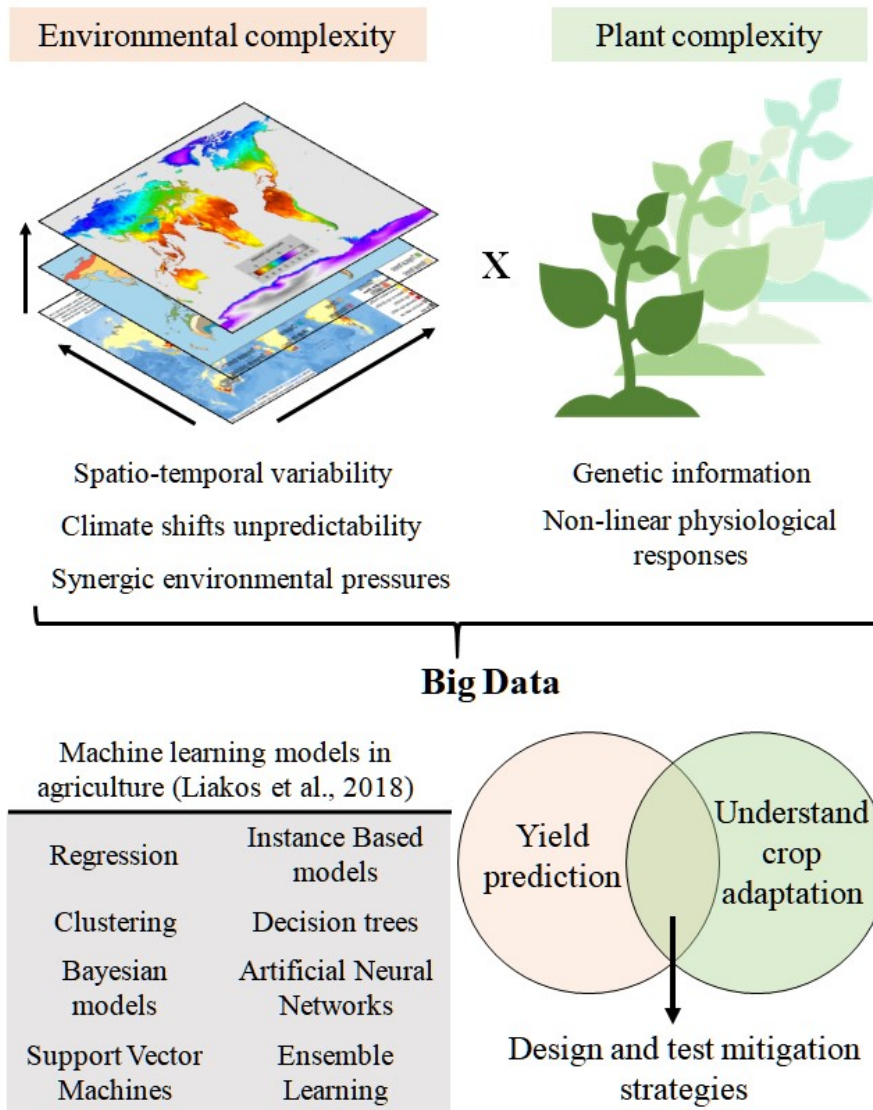 Environmental complexity
Plant complexity
X
Spatio-temporal variability
Climate shifts unpredictability
Synergic environmental pressures
Genetic information
Non-linear physiological
responses
Big Data
Machine learning models in
agriculture (Liakos et al., 2018)
Regression
Instance Based
models
Clustering
Decision trees
Bayesian
models
Artificial Neural
Networks
Support Vector
Machines
Ensemble
Learning
Yield
prediction
Understand
crop
adaptation
Design and test mitigation
strategies